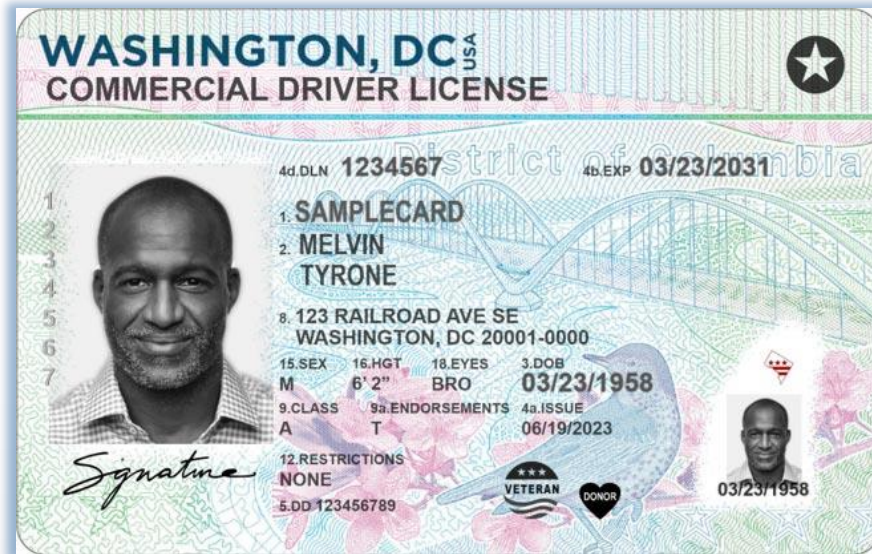 WASHINGTON, DC USA
COMMERCIAL DRIVER LICENSE
District of Columbia
4d.DLN 1234567 4b.EXP 03/23/2031
1. SAMPLECARD
2. MELVIN
TYRONE
8. 123 RAILROAD AVE SE
WASHINGTON, DC 20001-0000
15.SEX 16.HGT 18.EYES 3.DOB
M 6' 2" BRO 03/23/1958
9.CLASS 9a.ENDORSEMENTS 4a.ISSUE
A T 06/19/2023
12.RESTRICTIONS
NONE
5.DD 123456789
1
2
3
4
5
6
7
Signature
VETERAN
DONOR
03/23/1958